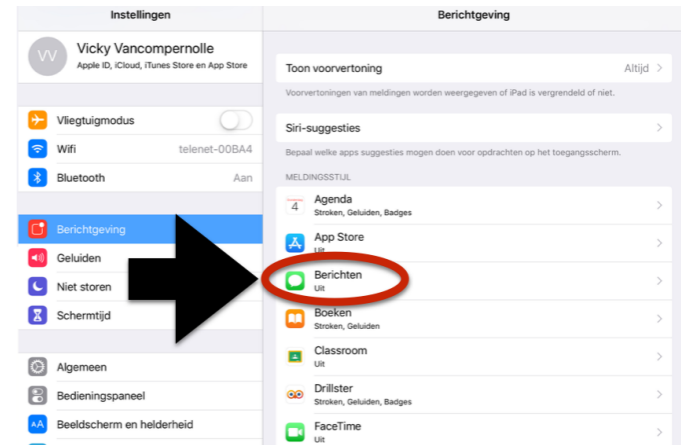 Instellingen
VV
Vicky Vancompernolle
Apple ID, iCloud, iTunes Store en App Store
Vliegtuigmodus
Wifi telenet-00BA4
Bluetooth Aan
Berichtgeving
Geluiden
Niet storen
Schermtijd
Algemeen
Bedieningspaneel
AA Beeldscherm en helderheid
Berichtgeving
Toon voorvertoning Altijd
Voorvertoningen van meldingen worden weergegeven of iPad is vergrendeld of niet.
Siri-suggesties
Bepaal welke apps suggesties mogen doen voor opdrachten op het toegangsscherm.
MELDINGSSTIJL
4 Agenda
Stroken, Geluiden, Badges
App Store
Uit
Berichten
Uit
Boeken
Stroken, Geluiden
Classroom
Uit
Drillster
Stroken, Geluiden, Badges
FaceTime
Uit